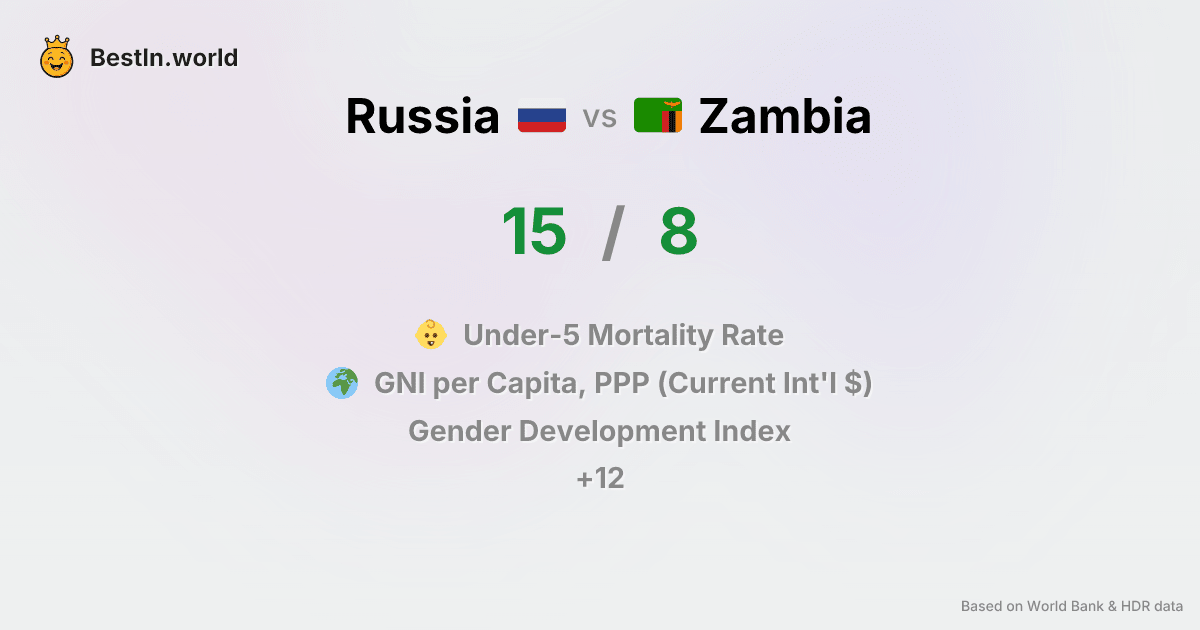 BestIn.world
Russia vs Zambia
15 / 8
Under-5 Mortality Rate
GNI per Capita, PPP (Current Int'l $)
Gender Development Index
+12
Based on World Bank & HDR data